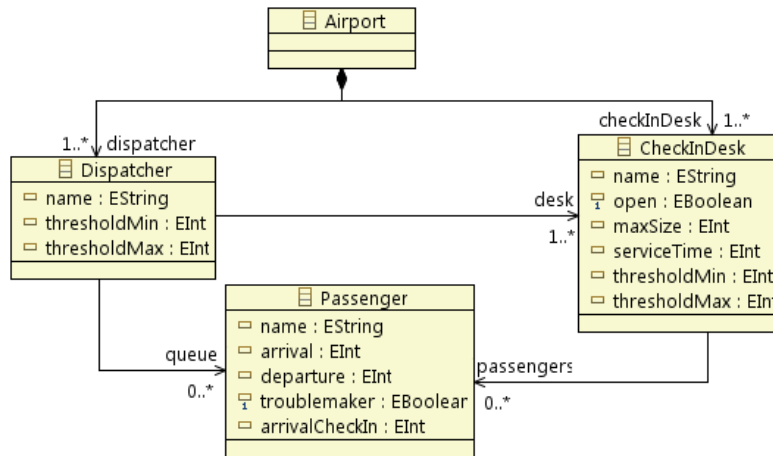 Airport
1..* dispatcher
checkInDesk 1..*
Dispatcher
name : EString
thresholdMin : EInt
thresholdMax : EInt
desk
1..*
CheckInDesk
name : EString
1 open : EBoolean
maxSize : EInt
serviceTime : EInt
thresholdMin : EInt
thresholdMax : EInt
queue
0..*
Passenger
name : EString
arrival : EInt
departure : EInt
1 troublemaker : EBoolean
arrivalCheckIn : EInt
passengers
0..*